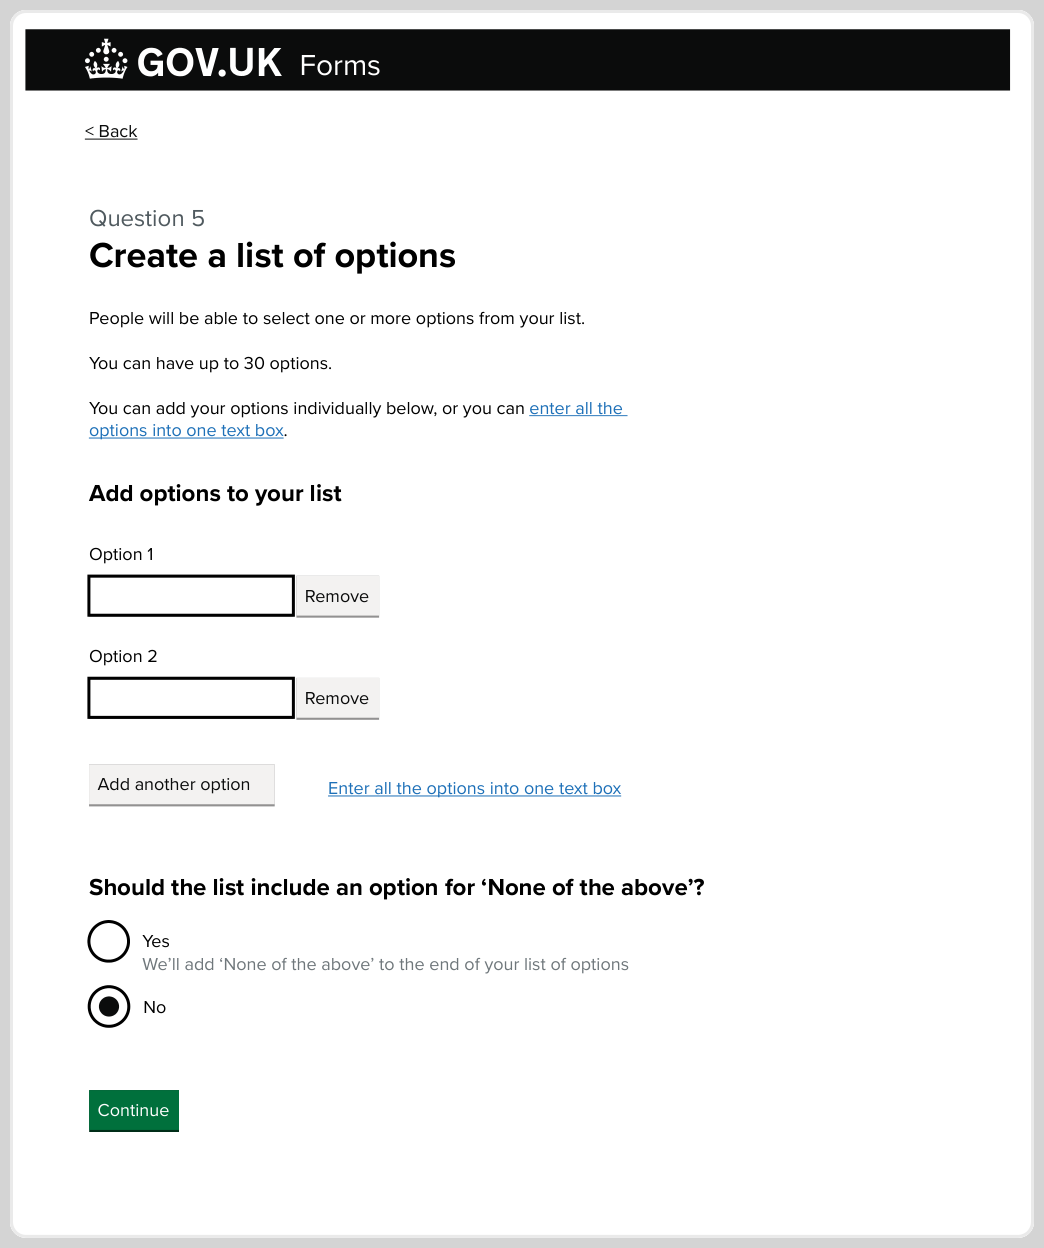 GOV.UK Forms
< Back
Question 5
Create a list of options
People will be able to select one or more options from your list.
You can have up to 30 options.
You can add your options individually below, or you can enter all the
options into one text box.
Add options to your list
Option 1
Remove
Option 2
Remove
Add another option Enter all the options into one text box
Should the list include an option for ‘None of the above’?
Yes
We’ll add ‘None of the above’ to the end of your list of options
No
Continue